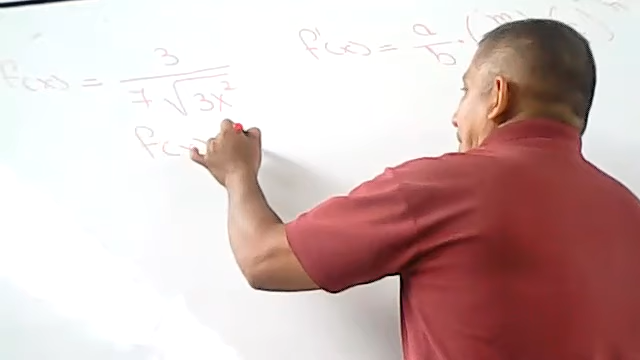 f(x) = 3 / 7 √3x²
f'(x) = a/b · (m
f(x